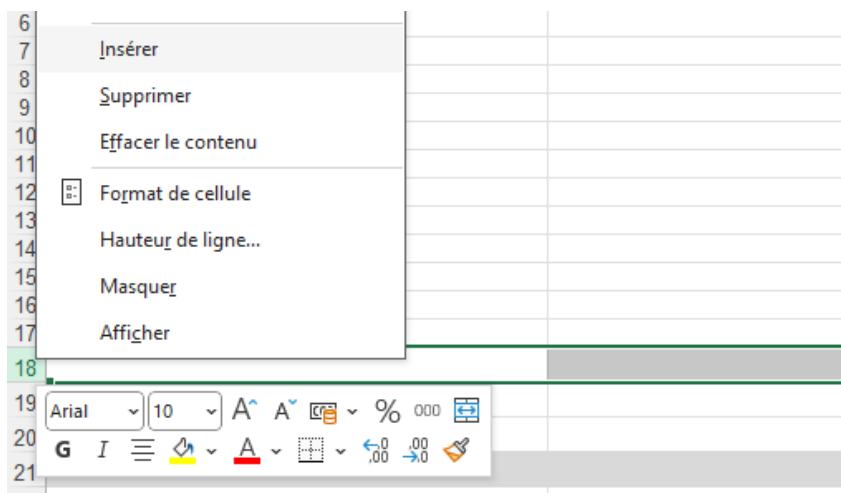 6
7
Insérer
8
Supprimer
9
10
Effacer le contenu
11
12
Format de cellule
13
Hauteur de ligne...
14
15
Masquer
16
17
Afficher
18
19
Arial 10 A A % 000
20
G I A ,00 ,00
,0 ,0
21